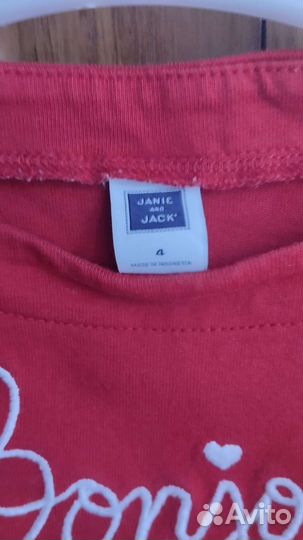 JANIE
AND
JACK®
4
MADE IN INDONESIA
Bonjo
Avito